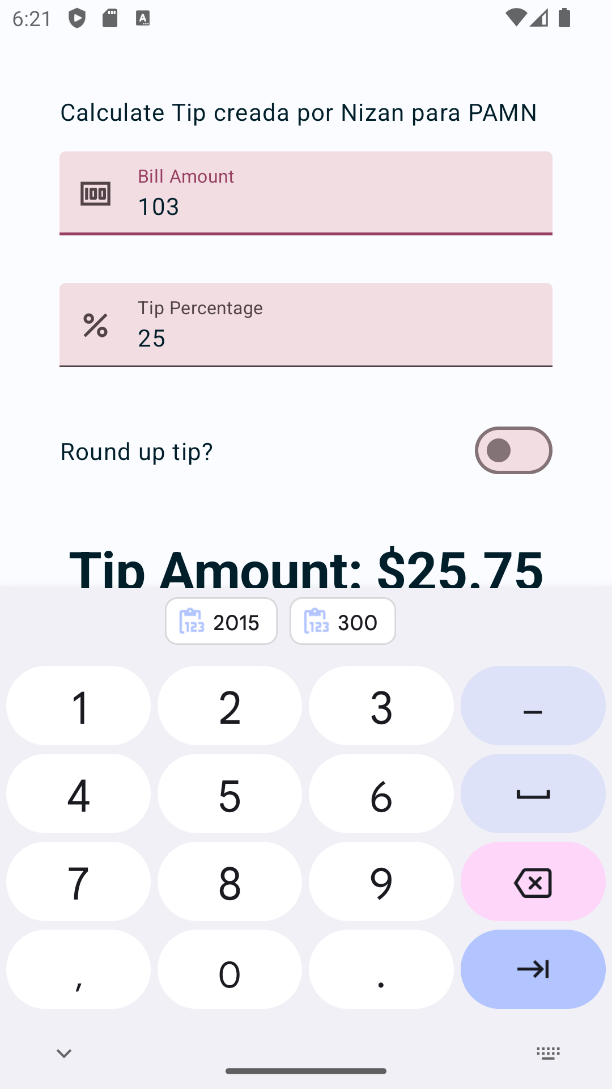 6:21
Calculate Tip creada por Nizan para PAMN
Bill Amount
103
Tip Percentage
% 25
Round up tip?
Tip Amount: $25.75
2015 300
1 2 3 –
4 5 6
7 8 9
, 0 .